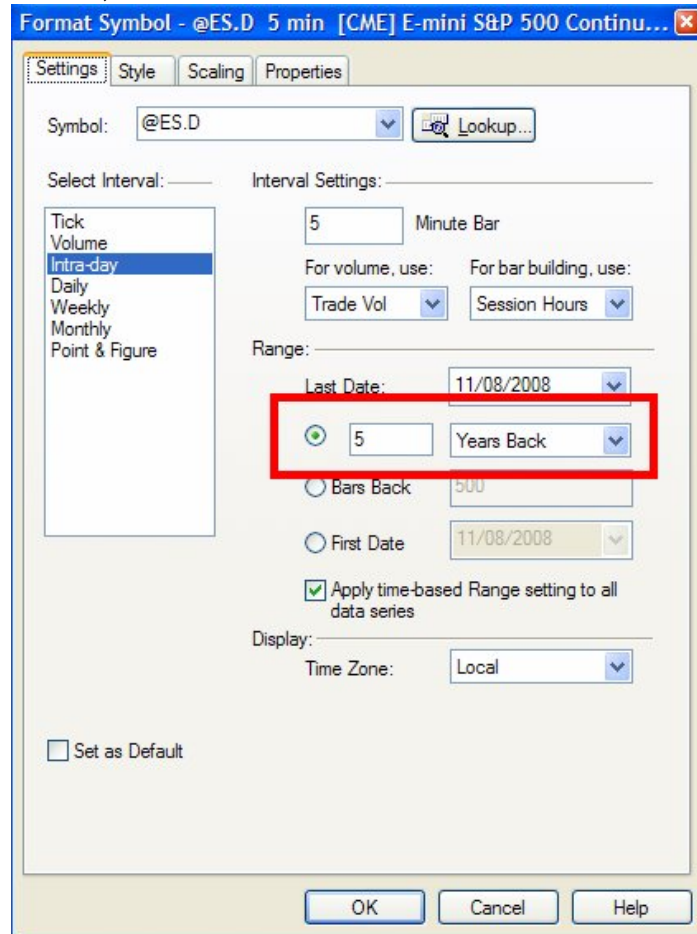 Format Symbol - @ES.D 5 min [CME] E-mini S&P 500 Continu...
Settings Style Scaling Properties
Symbol: @ES.D Lookup...
Select Interval:
Tick
Volume
Intra-day
Daily
Weekly
Monthly
Point & Figure
Interval Settings:
5 Minute Bar
For volume, use: For bar building, use:
Trade Vol Session Hours
Range:
Last Date: 11/08/2008
5 Years Back
Bars Back 500
First Date 11/08/2008
Apply time-based Range setting to all
data series
Display:
Time Zone: Local
Set as Default
OK Cancel Help